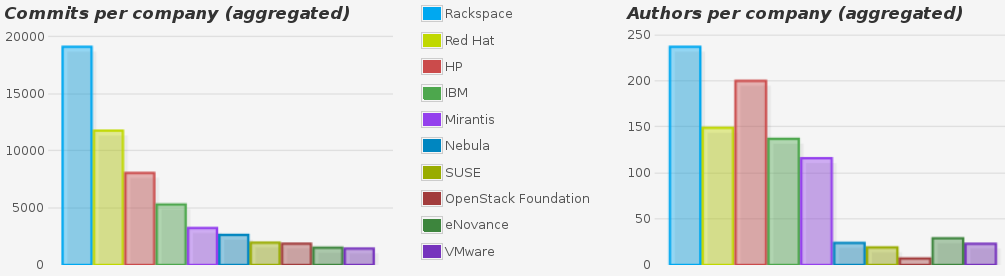 Commits per company (aggregated)
20000
15000
10000
5000
0
Rackspace
Red Hat
HP
IBM
Mirantis
Nebula
SUSE
OpenStack Foundation
eNovance
VMware
Authors per company (aggregated)
250
200
150
100
50
0